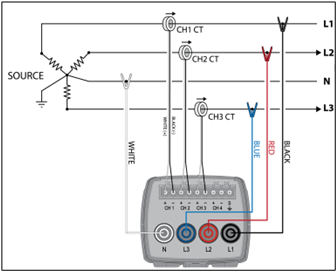 L1
CH1 CT
L2
CH2 CT
SOURCE
N
L3
CH3 CT
WHITE
WHITE (+)
BLACK (-)
BLUE
RED
BLACK
CH 1
CH 2
CH 3
CH 4
S
N
L3
L2
L1